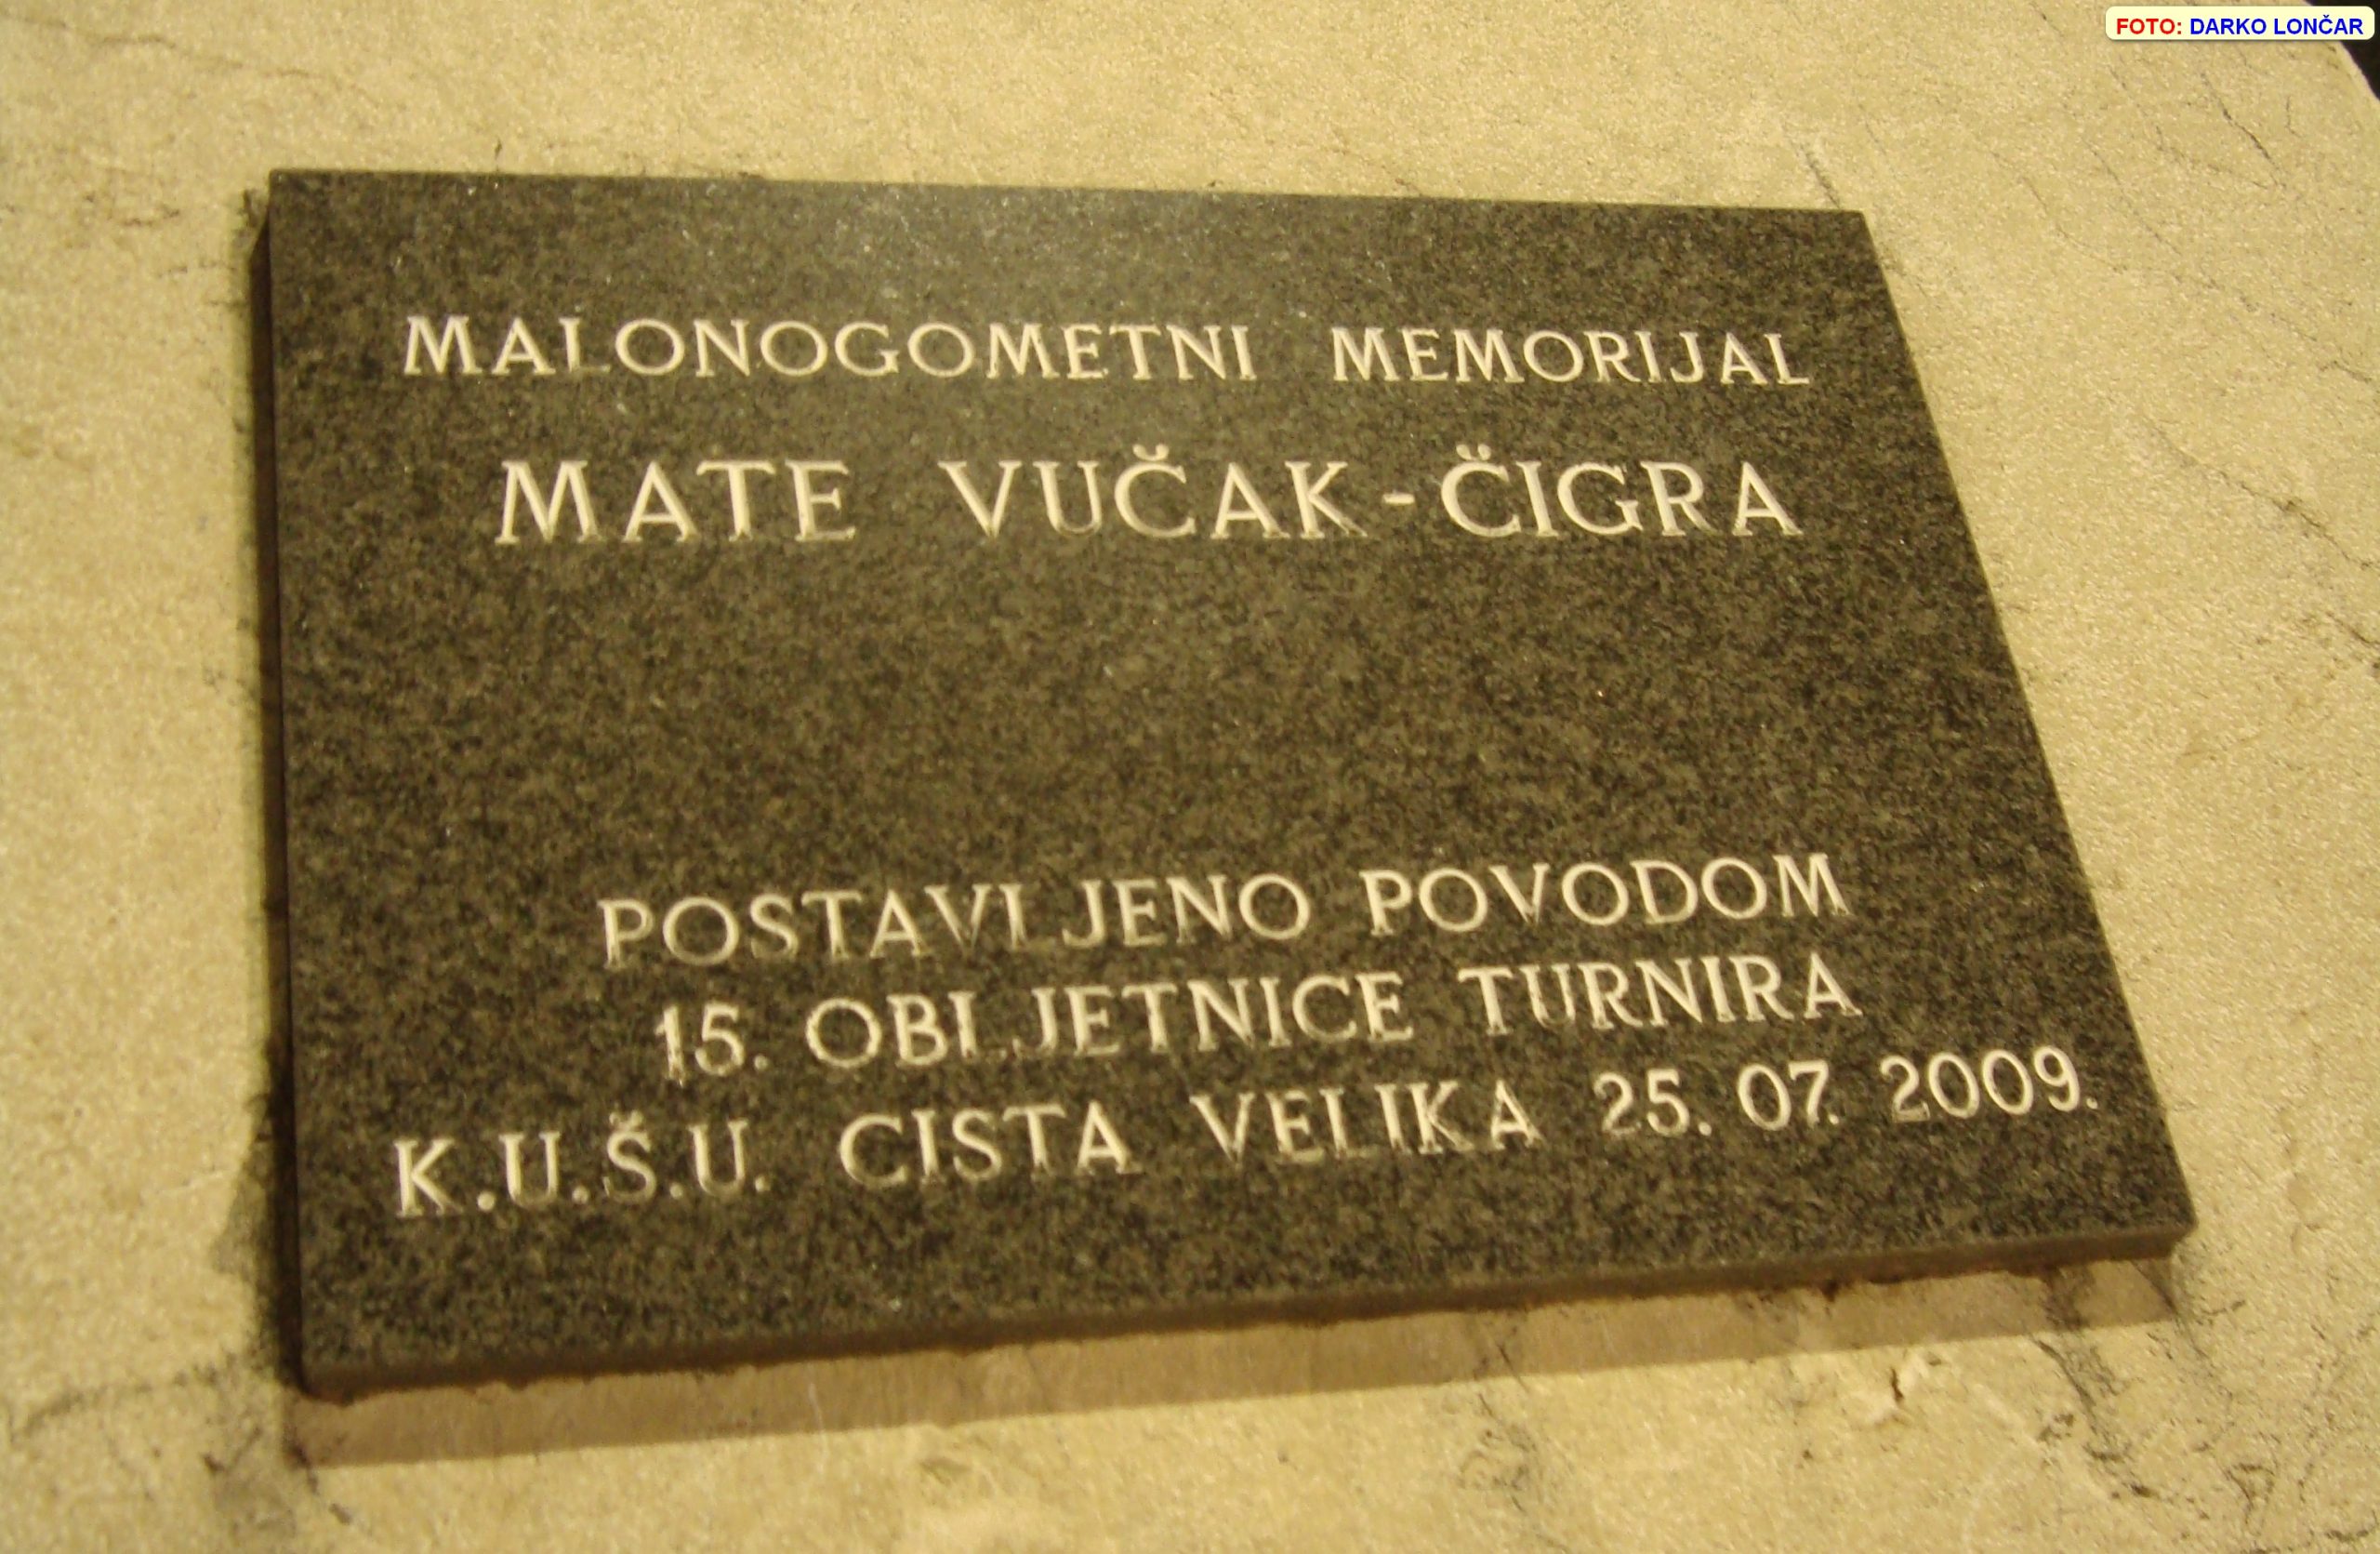 FOTO: DARKO LONČAR
MALONOGOMETNI MEMORIJAL
MATE VUČAK-ČIGRA
POSTAVLJENO POVODOM
15. OBLJETNICE TURNIRA
K.U.Š.U. CISTA VELIKA 25. 07. 2009.